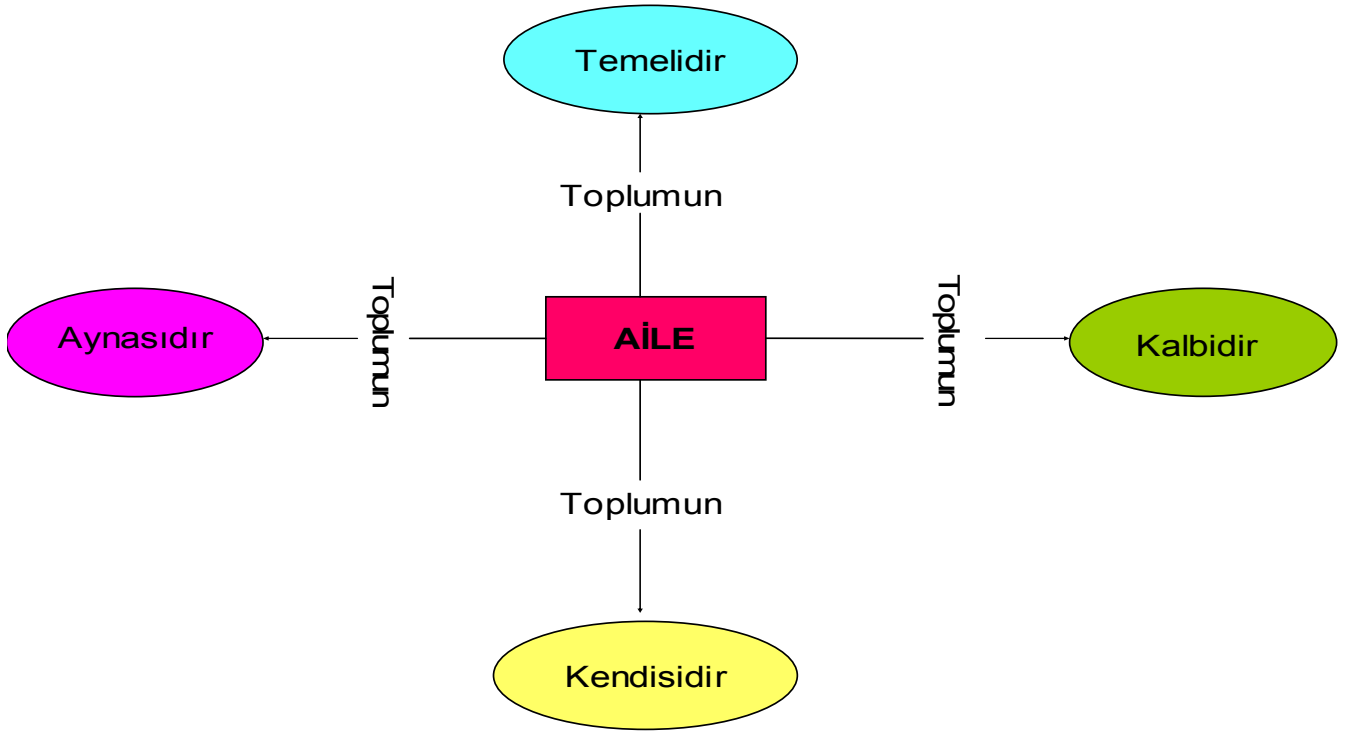 Temelidir
Toplumun
Aynasıdır
Toplumun
AİLE
Toplumun
Kalbidir
Toplumun
Kendisidir